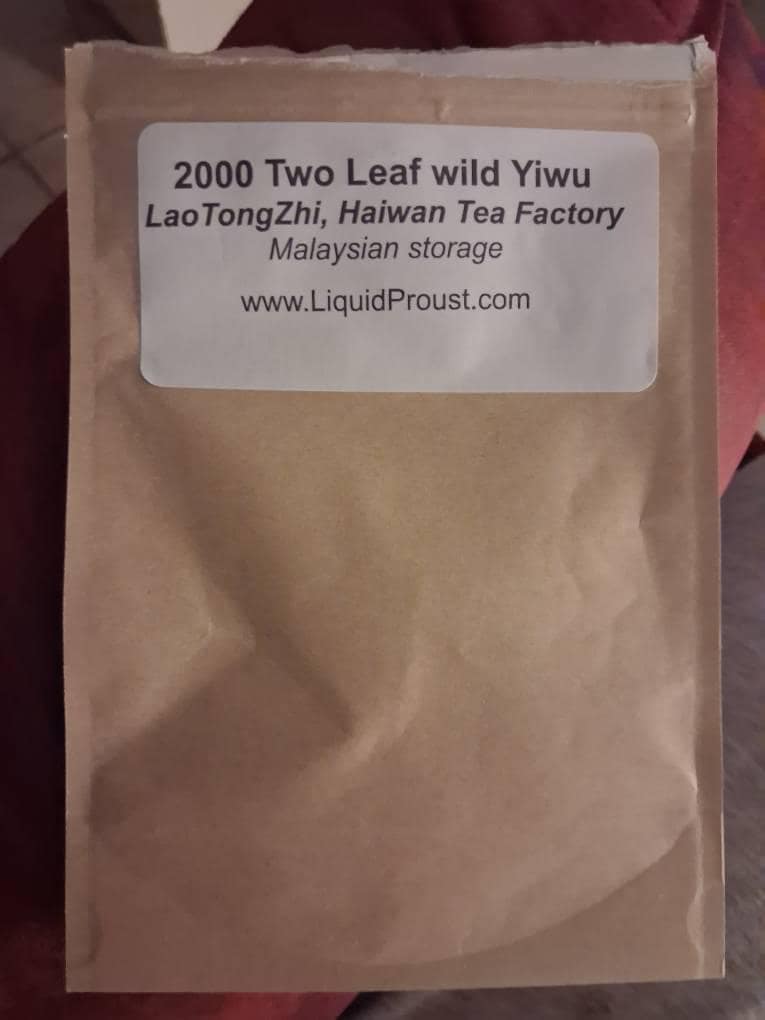 2000 Two Leaf wild Yiwu
LaoTongZhi, Haiwan Tea Factory
Malaysian storage
www.LiquidProust.com